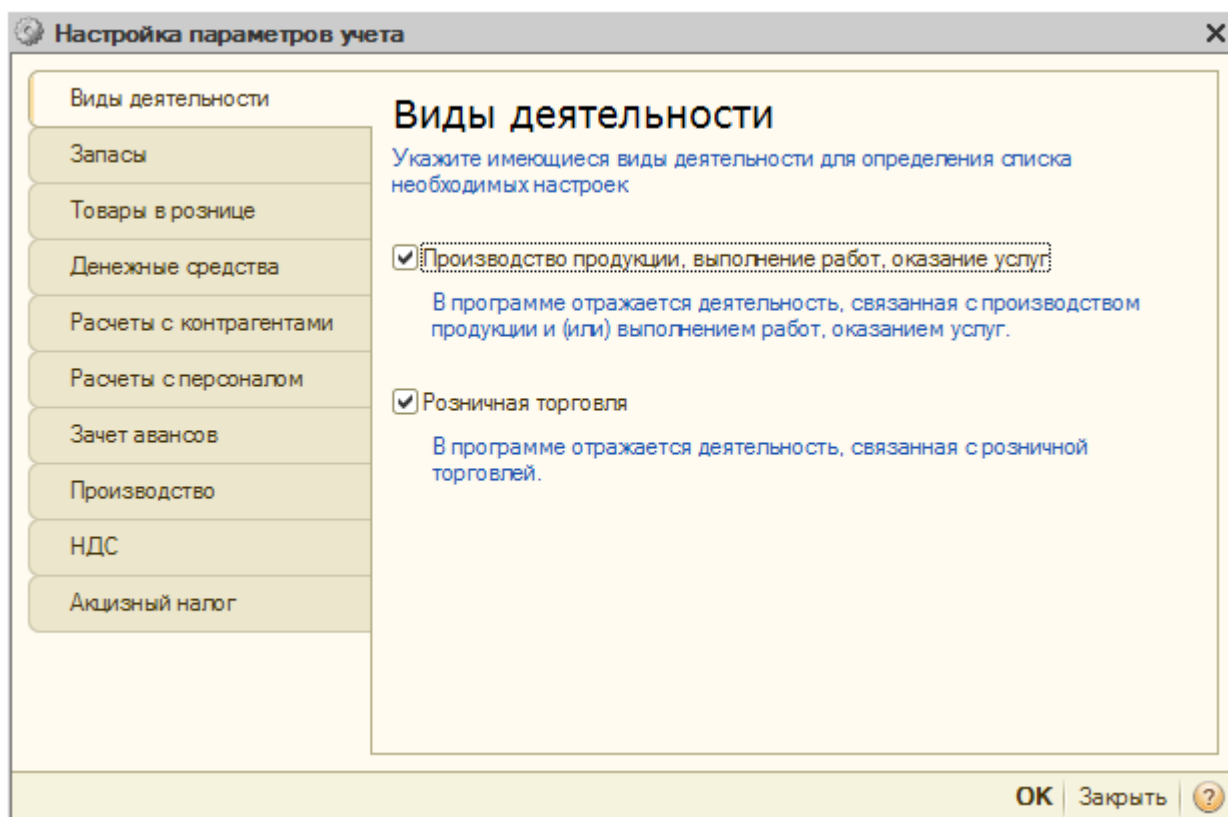 Настройка параметров учета
Виды деятельности
Запасы
Товары в рознице
Денежные средства
Расчеты с контрагентами
Расчеты с персоналом
Зачет авансов
Производство
НДС
Акцизный налог
Виды деятельности
Укажите имеющиеся виды деятельности для определения списка
необходимых настроек
Производство продукции, выполнение работ, оказание услуг
В программе отражается деятельность, связанная с производством
продукции и (или) выполнением работ, оказанием услуг.
Розничная торговля
В программе отражается деятельность, связанная с розничной
торговлей.
OK Закрыть ?